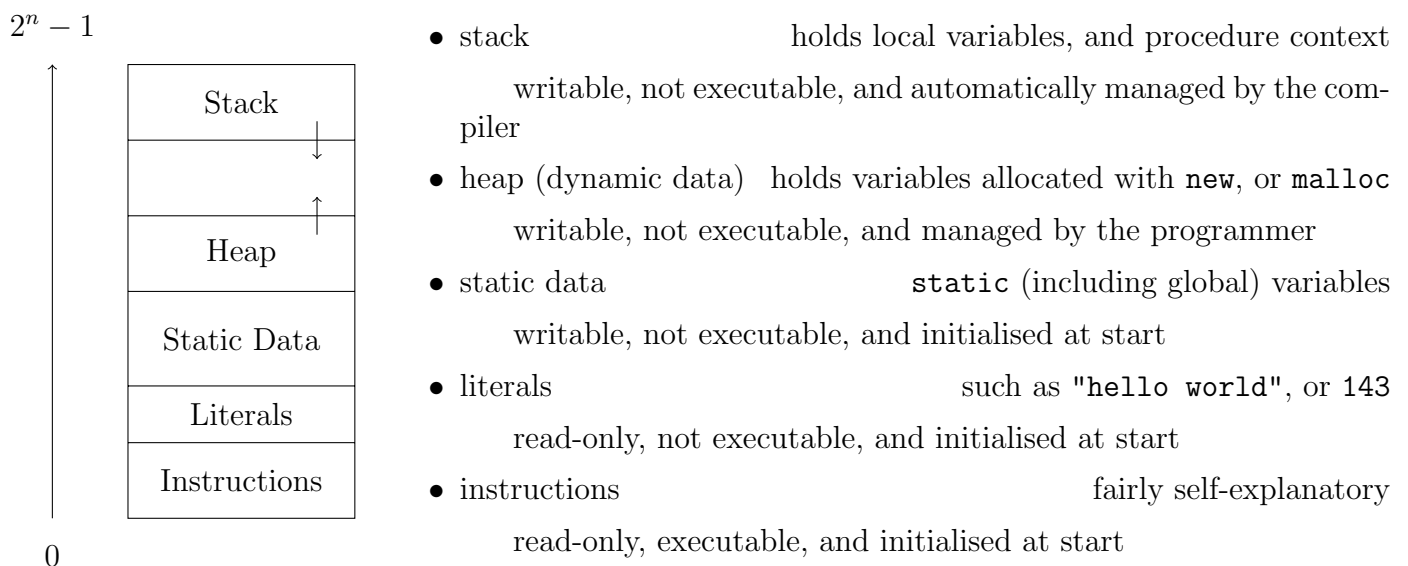 2ⁿ − 1
Stack
Heap
Static Data
Literals
Instructions
0
• stack holds local variables, and procedure context
writable, not executable, and automatically managed by the com-
piler
• heap (dynamic data) holds variables allocated with new, or malloc
writable, not executable, and managed by the programmer
• static data static (including global) variables
writable, not executable, and initialised at start
• literals such as "hello world", or 143
read-only, not executable, and initialised at start
• instructions fairly self-explanatory
read-only, executable, and initialised at start